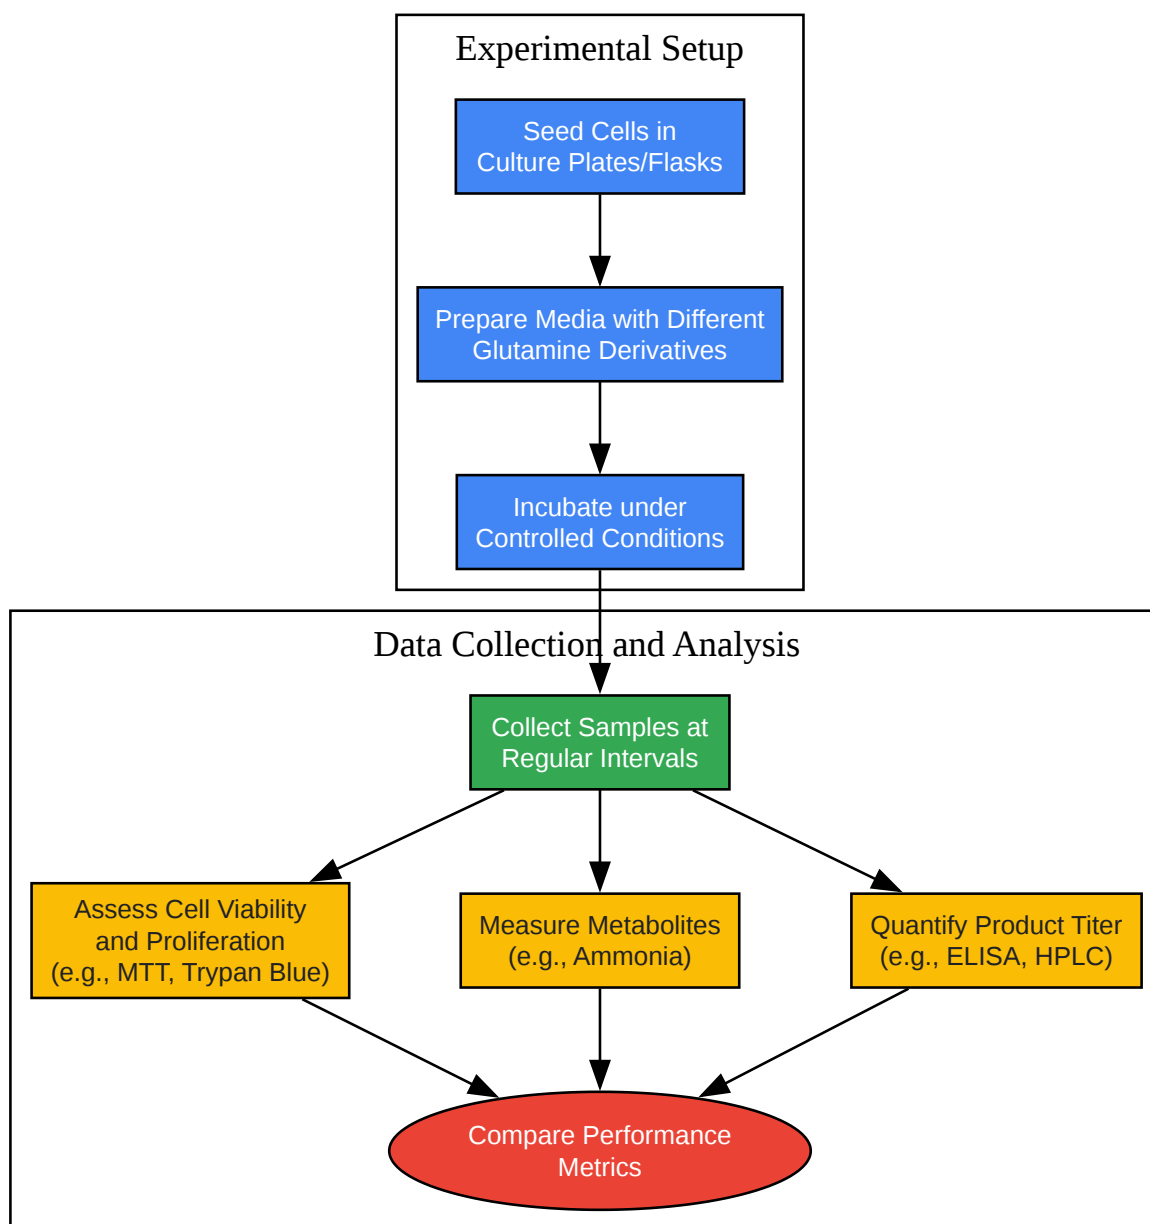 Experimental Setup
Seed Cells in
Culture Plates/Flasks
Prepare Media with Different
Glutamine Derivatives
Incubate under
Controlled Conditions
Data Collection and Analysis
Collect Samples at
Regular Intervals
Assess Cell Viability
and Proliferation
(e.g., MTT, Trypan Blue)
Measure Metabolites
(e.g., Ammonia)
Quantify Product Titer
(e.g., ELISA, HPLC)
Compare Performance
Metrics